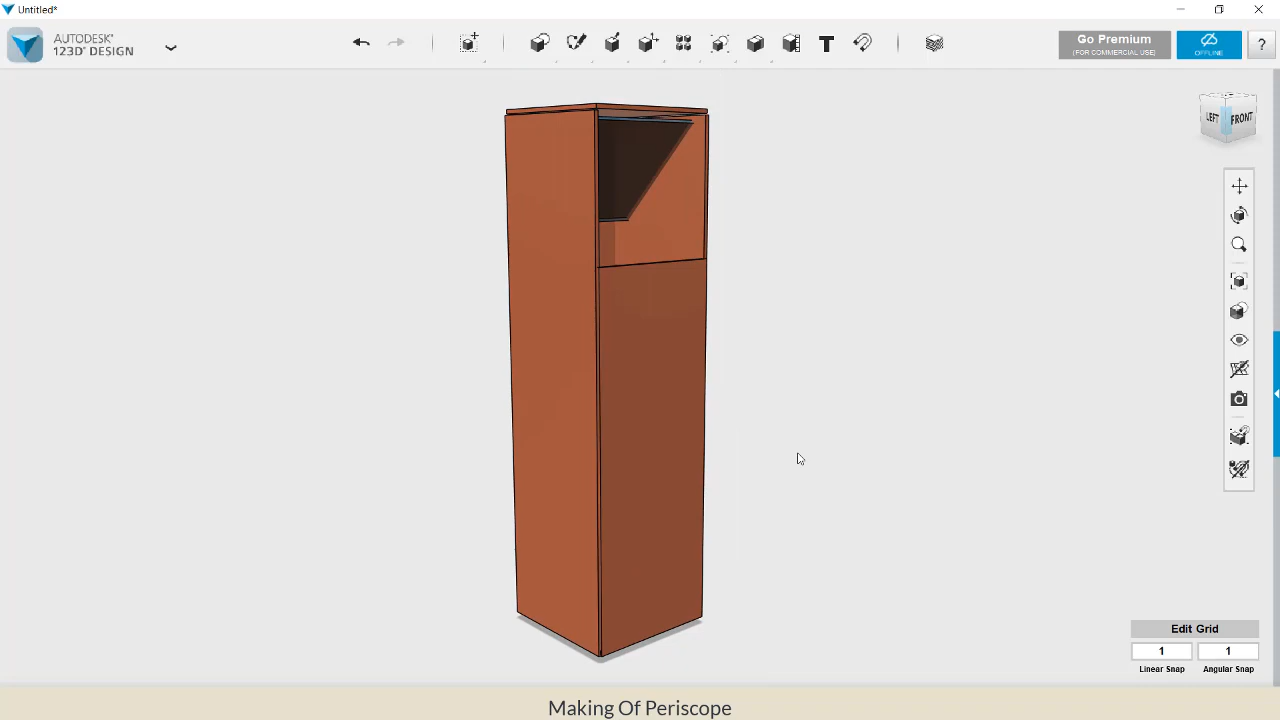 Untitled*
AUTODESK®
123D® DESIGN
T
Go Premium
(FOR COMMERCIAL USE)
OFFLINE
?
LEFT
FRONT
Edit Grid
1
1
Linear Snap
Angular Snap
Making Of Periscope